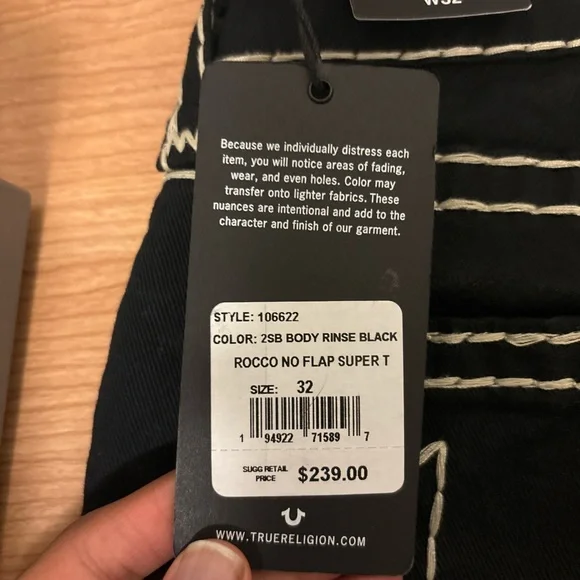 W32
Because we individually distress each
item, you will notice areas of fading,
wear, and even holes. Color may
transfer onto lighter fabrics. These
nuances are intentional and add to the
character and finish of our garment.
STYLE: 106622
COLOR: 2SB BODY RINSE BLACK
ROCCO NO FLAP SUPER T
SIZE: 32
1 94922 71589 7
SUGG RETAIL
PRICE $239.00
WWW.TRUERELIGION.COM